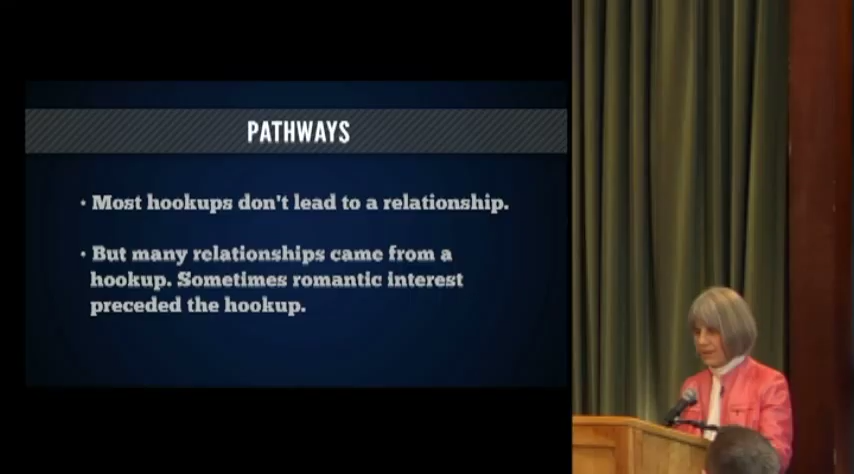 PATHWAYS
• Most hookups don't lead to a relationship.
• But many relationships came from a
hookup. Sometimes romantic interest
preceded the hookup.